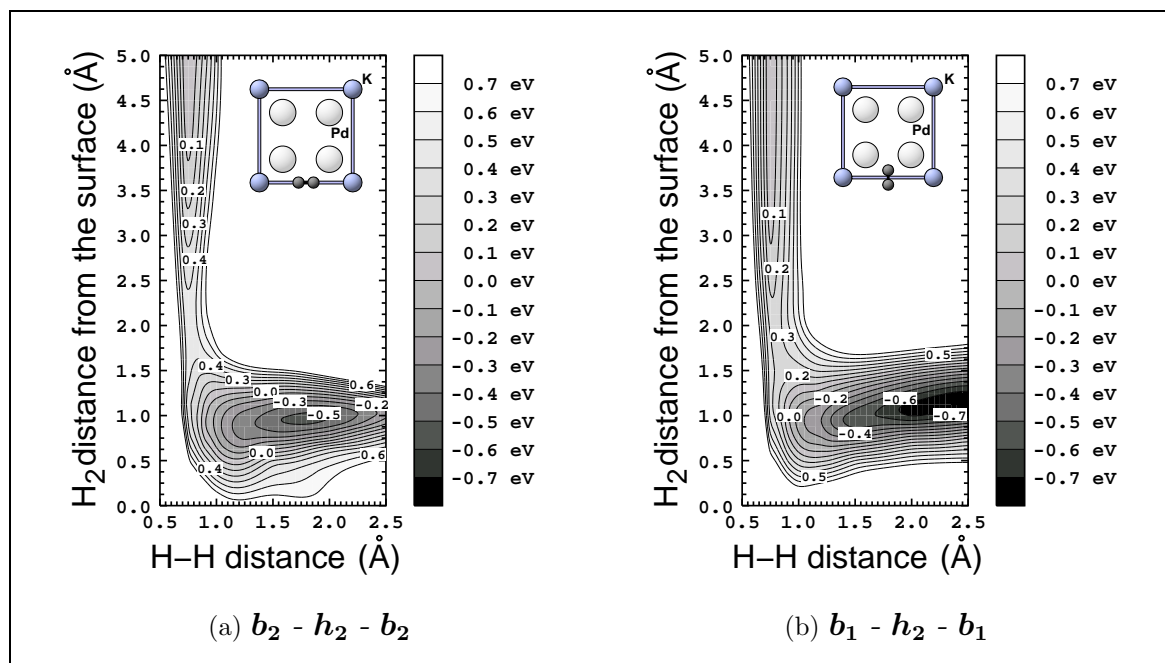 H2 distance from the surface (Å)
5.0
4.5
4.0
3.5
3.0
2.5
2.0
1.5
1.0
0.5
0.0
0.5 1.0 1.5 2.0 2.5
H–H distance (Å)
K
Pd
0.1
0.2
0.3
0.4
0.4
0.3
0.0
0.6
-0.3
-0.2
-0.5
0.0
0.4
0.6
0.7 eV
0.6 eV
0.5 eV
0.4 eV
0.3 eV
0.2 eV
0.1 eV
0.0 eV
-0.1 eV
-0.2 eV
-0.3 eV
-0.4 eV
-0.5 eV
-0.6 eV
-0.7 eV
(a) b2 - h2 - b2
H2 distance from the surface (Å)
5.0
4.5
4.0
3.5
3.0
2.5
2.0
1.5
1.0
0.5
0.0
0.5 1.0 1.5 2.0 2.5
H–H distance (Å)
K
Pd
0.1
0.2
0.3
0.5
0.2
-0.2
-0.6
0.0
-0.7
-0.4
0.5
0.7 eV
0.6 eV
0.5 eV
0.4 eV
0.3 eV
0.2 eV
0.1 eV
0.0 eV
-0.1 eV
-0.2 eV
-0.3 eV
-0.4 eV
-0.5 eV
-0.6 eV
-0.7 eV
(b) b1 - h2 - b1